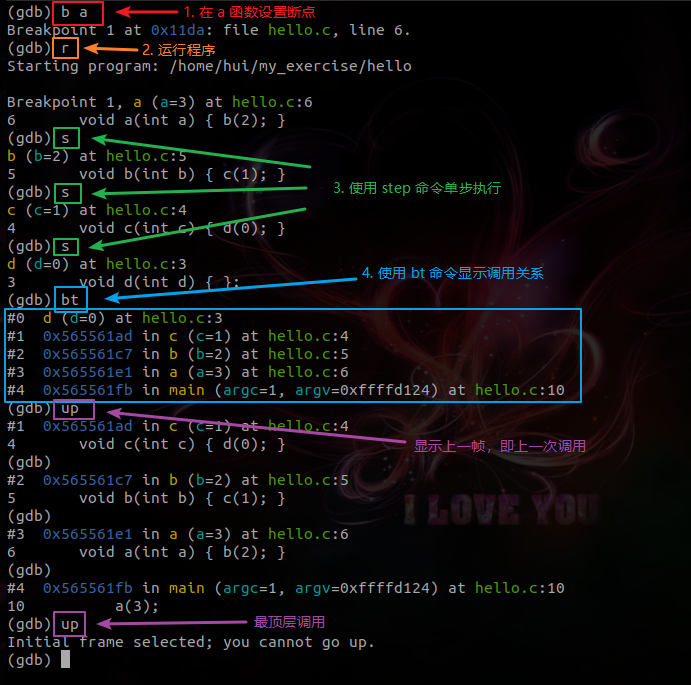 (gdb) b a 1. 在 a 函数设置断点
Breakpoint 1 at 0x11da: file hello.c, line 6.
(gdb) r 2. 运行程序
Starting program: /home/hui/my_exercise/hello
Breakpoint 1, a (a=3) at hello.c:6
6 void a(int a) { b(2); }
(gdb) s
b (b=2) at hello.c:5
5 void b(int b) { c(1); }
(gdb) s 3. 使用 step 命令单步执行
c (c=1) at hello.c:4
4 void c(int c) { d(0); }
(gdb) s
d (d=0) at hello.c:3
3 void d(int d) { };
(gdb) bt 4. 使用 bt 命令显示调用关系
#0 d (d=0) at hello.c:3
#1 0x565561ad in c (c=1) at hello.c:4
#2 0x565561c7 in b (b=2) at hello.c:5
#3 0x565561e1 in a (a=3) at hello.c:6
#4 0x565561fb in main (argc=1, argv=0xffffd124) at hello.c:10
(gdb) up
#1 0x565561ad in c (c=1) at hello.c:4
4 void c(int c) { d(0); } 显示上一帧，即上一次调用
(gdb)
#2 0x565561c7 in b (b=2) at hello.c:5
5 void b(int b) { c(1); }
(gdb)
I LOVE YOU
#3 0x565561e1 in a (a=3) at hello.c:6
6 void a(int a) { b(2); }
(gdb)
#4 0x565561fb in main (argc=1, argv=0xffffd124) at hello.c:10
10 a(3);
(gdb) up 最顶层调用
Initial frame selected; you cannot go up.
(gdb)